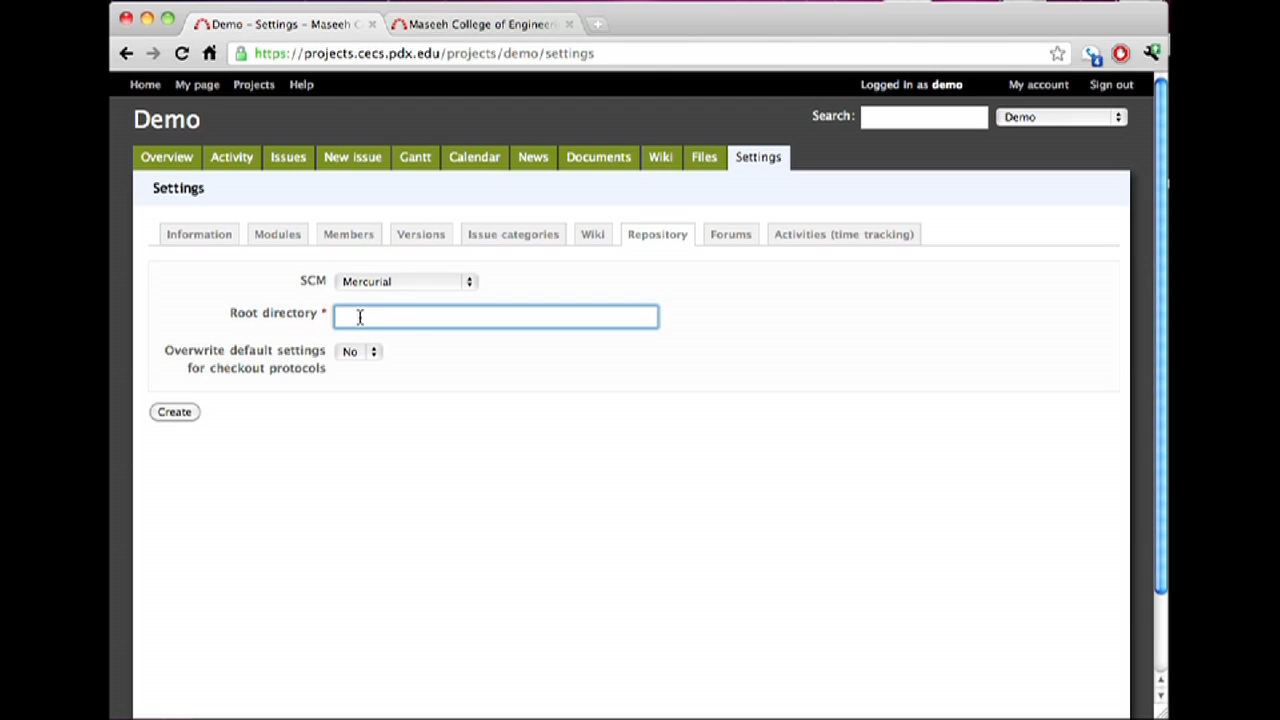 Demo – Settings – Maseeh C
Maseeh College of Engineeri
https://projects.cecs.pdx.edu/projects/demo/settings
4
Home My page Projects Help Logged in as demo My account Sign out
Demo
Search: Demo
Overview Activity Issues New issue Gantt Calendar News Documents Wiki Files Settings
Settings
Information Modules Members Versions Issue categories Wiki Repository Forums Activities (time tracking)
SCM Mercurial
Root directory *
Overwrite default settings
for checkout protocols
No
Create